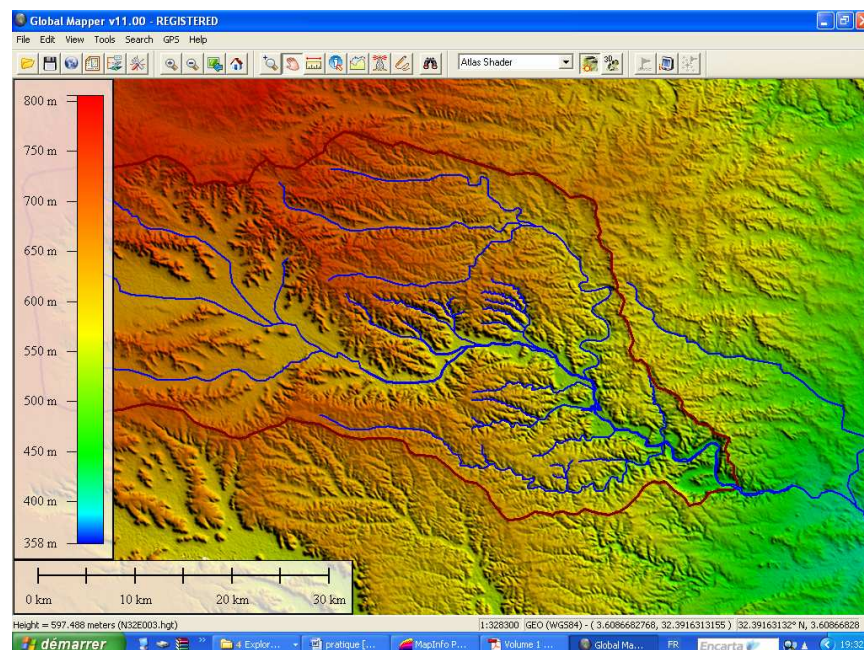 Global Mapper v11.00 - REGISTERED
File Edit View Tools Search GPS Help
Atlas Shader
3D
800 m
750 m
700 m
650 m
600 m
550 m
500 m
450 m
400 m
358 m
0 km 10 km 20 km 30 km
Height = 597.488 meters (N32E003.hgt)
1:328300 GEO (WGS84) - ( 3.6086682768, 32.3916313155 ) 32.39163132° N, 3.60866828
démarrer
4 Explor...
pratique [...
MapInfo P...
Volume 1 ...
Global Ma...
FR
Encarta
19:32